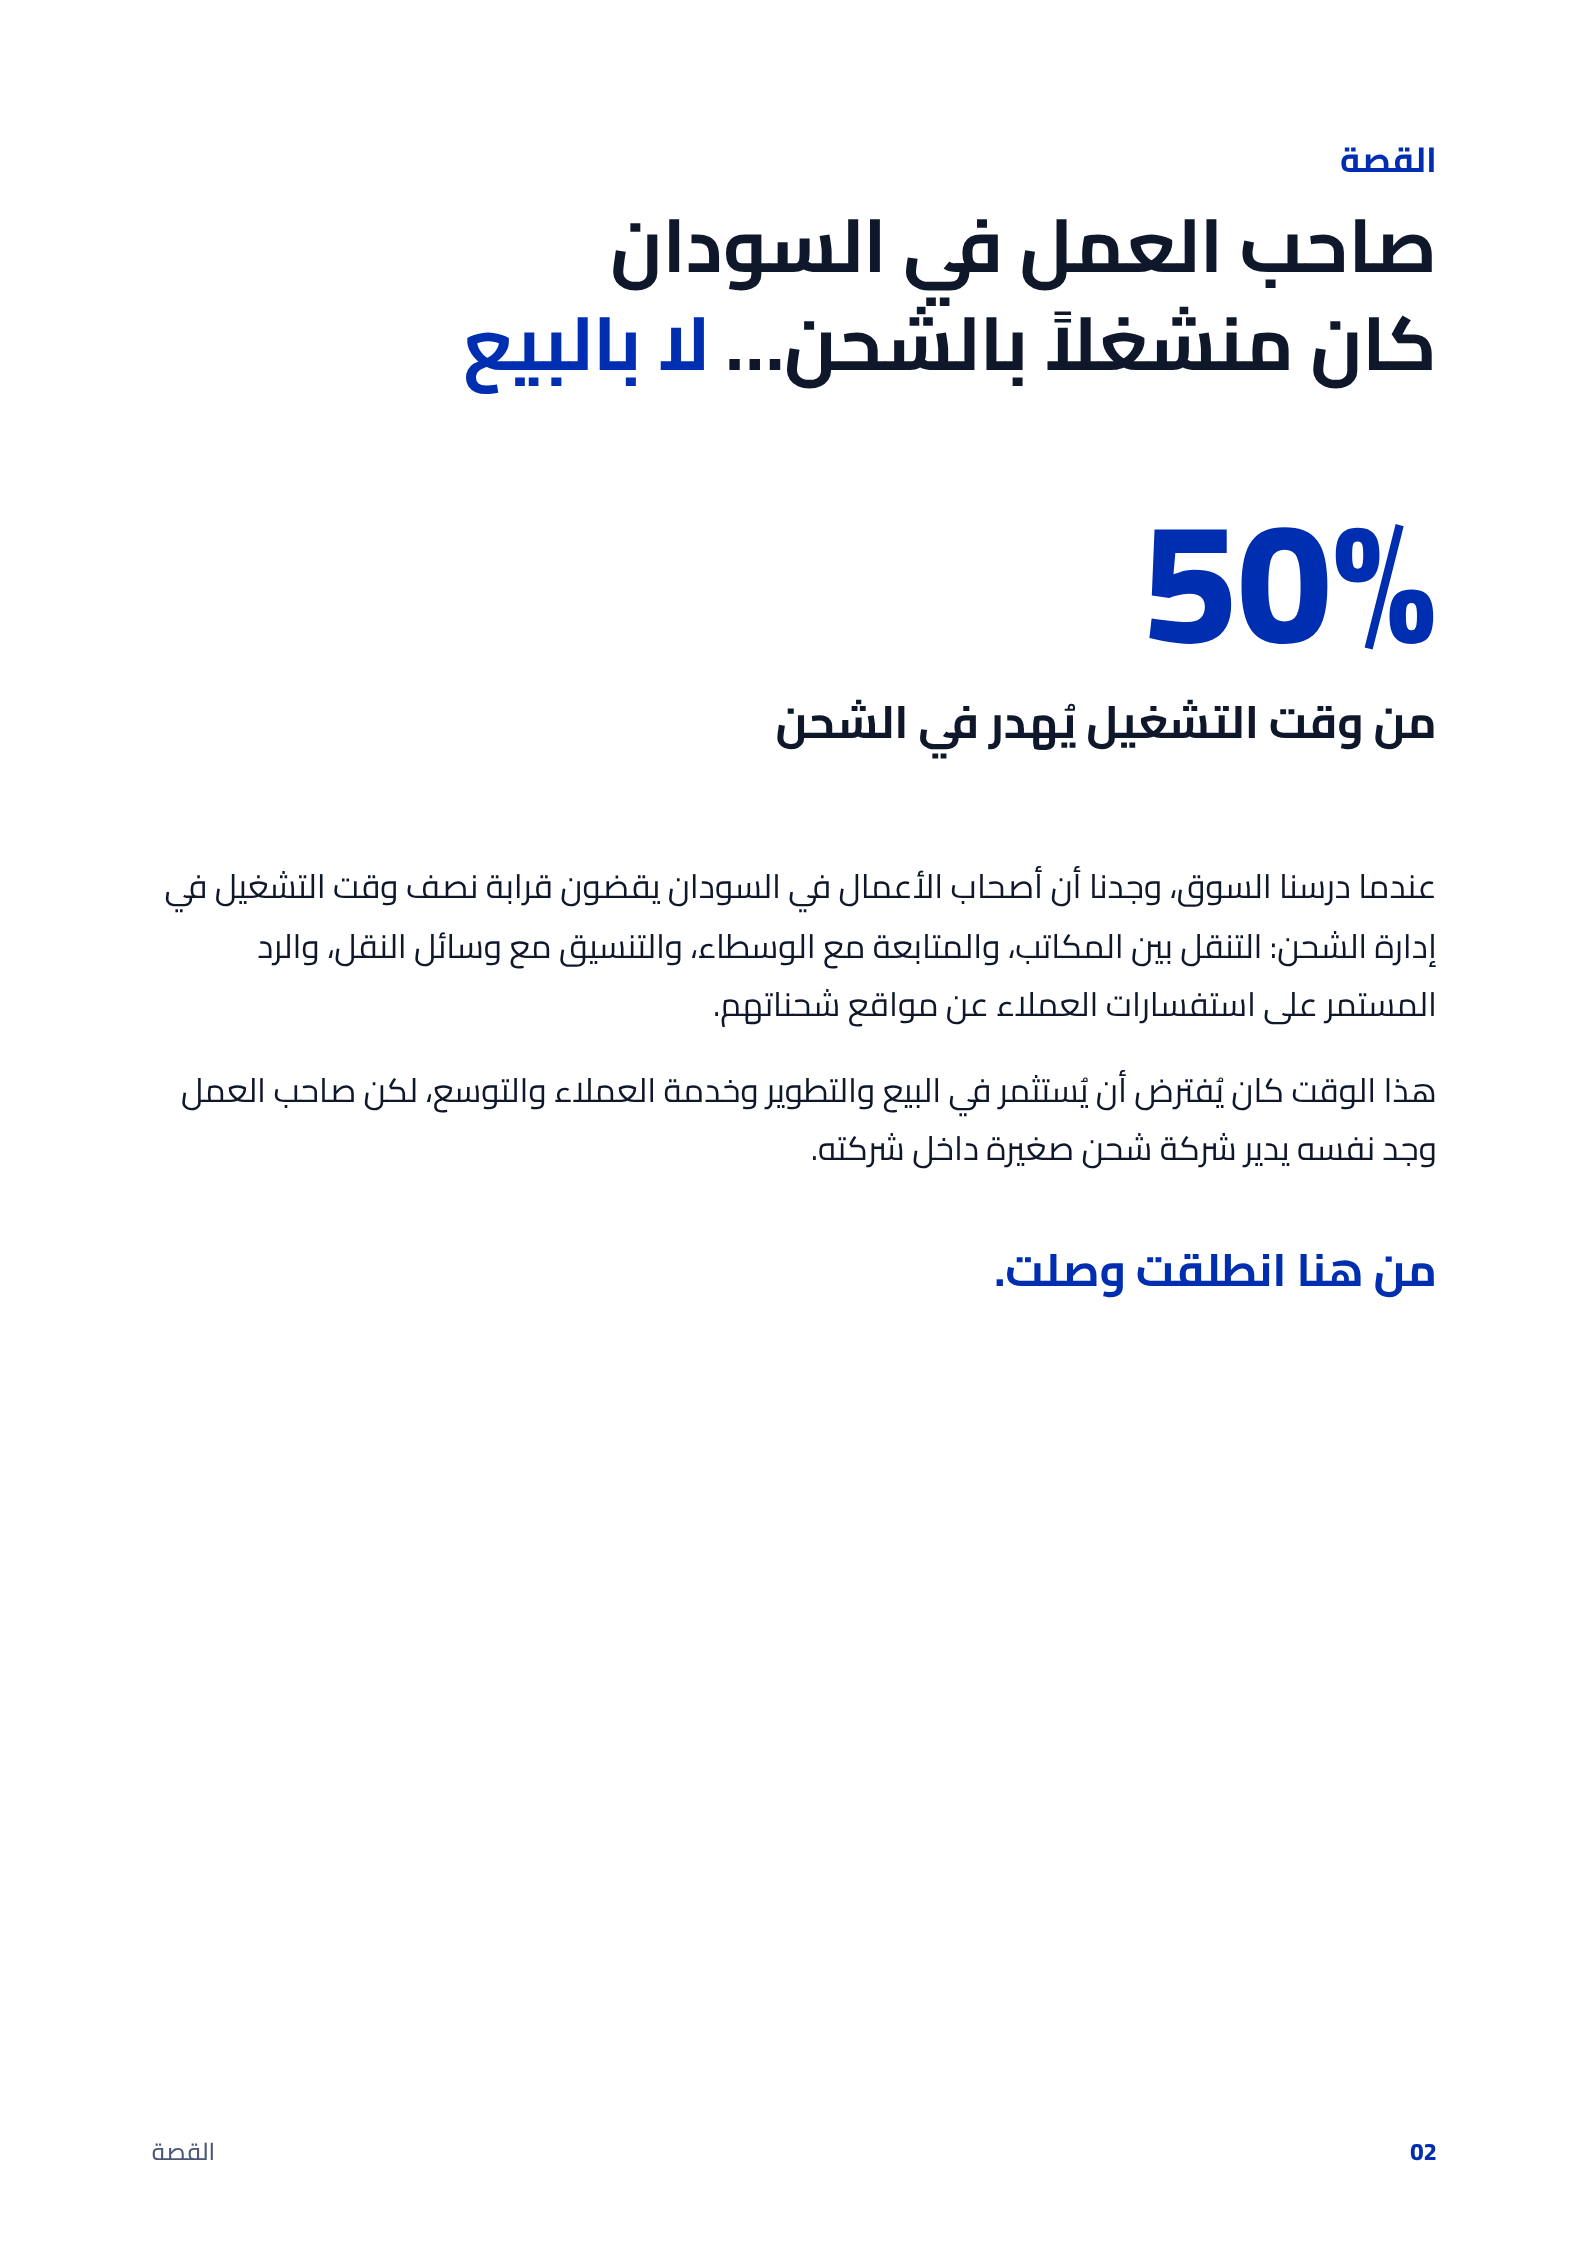 القصة
صاحب العمل في السودان
كان منشغلاً بالشحن... لا بالبيع
50%
من وقت التشغيل يُهدر في الشحن
عندما درسنا السوق، وجدنا أن أصحاب الأعمال في السودان يقضون قرابة نصف وقت التشغيل في
إدارة الشحن: التنقل بين المكاتب، والمتابعة مع الوسطاء، والتنسيق مع وسائل النقل، والرد
المستمر على استفسارات العملاء عن مواقع شحناتهم.
هذا الوقت كان يُفترض أن يُستثمر في البيع والتطوير وخدمة العملاء والتوسع، لكن صاحب العمل
وجد نفسه يدير شركة شحن صغيرة داخل شركته.
من هنا انطلقت وصلت.
02
القصة